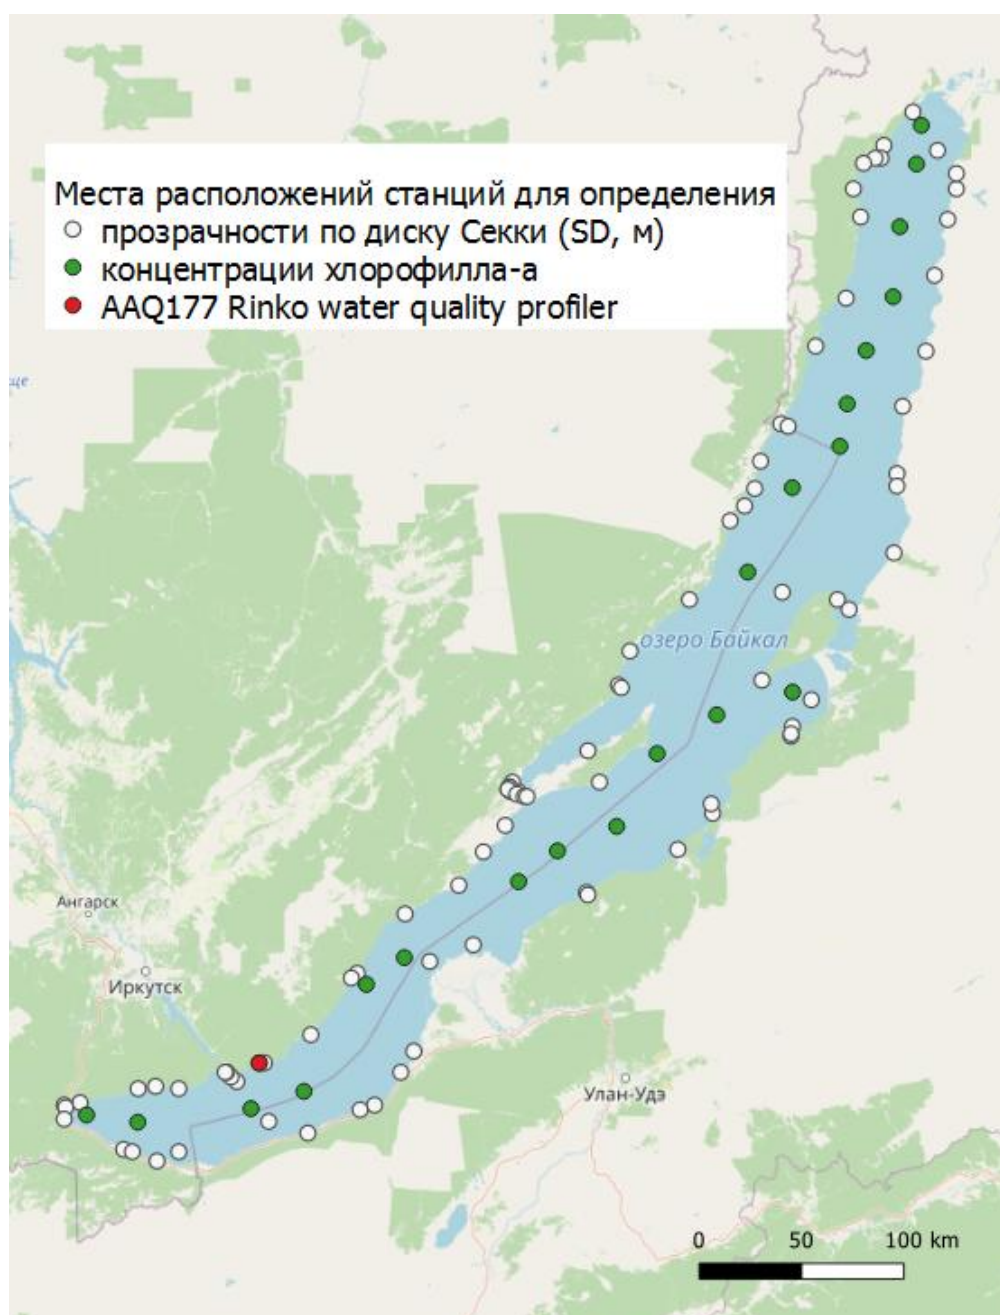 Места расположений станций для определения
прозрачности по диску Секки (SD, м)
концентрации хлорофилла-а
AAQ177 Rinko water quality profiler
ще
озеро Байкал
Ангарск
Иркутск
Улан-Удэ
0 50 100 km